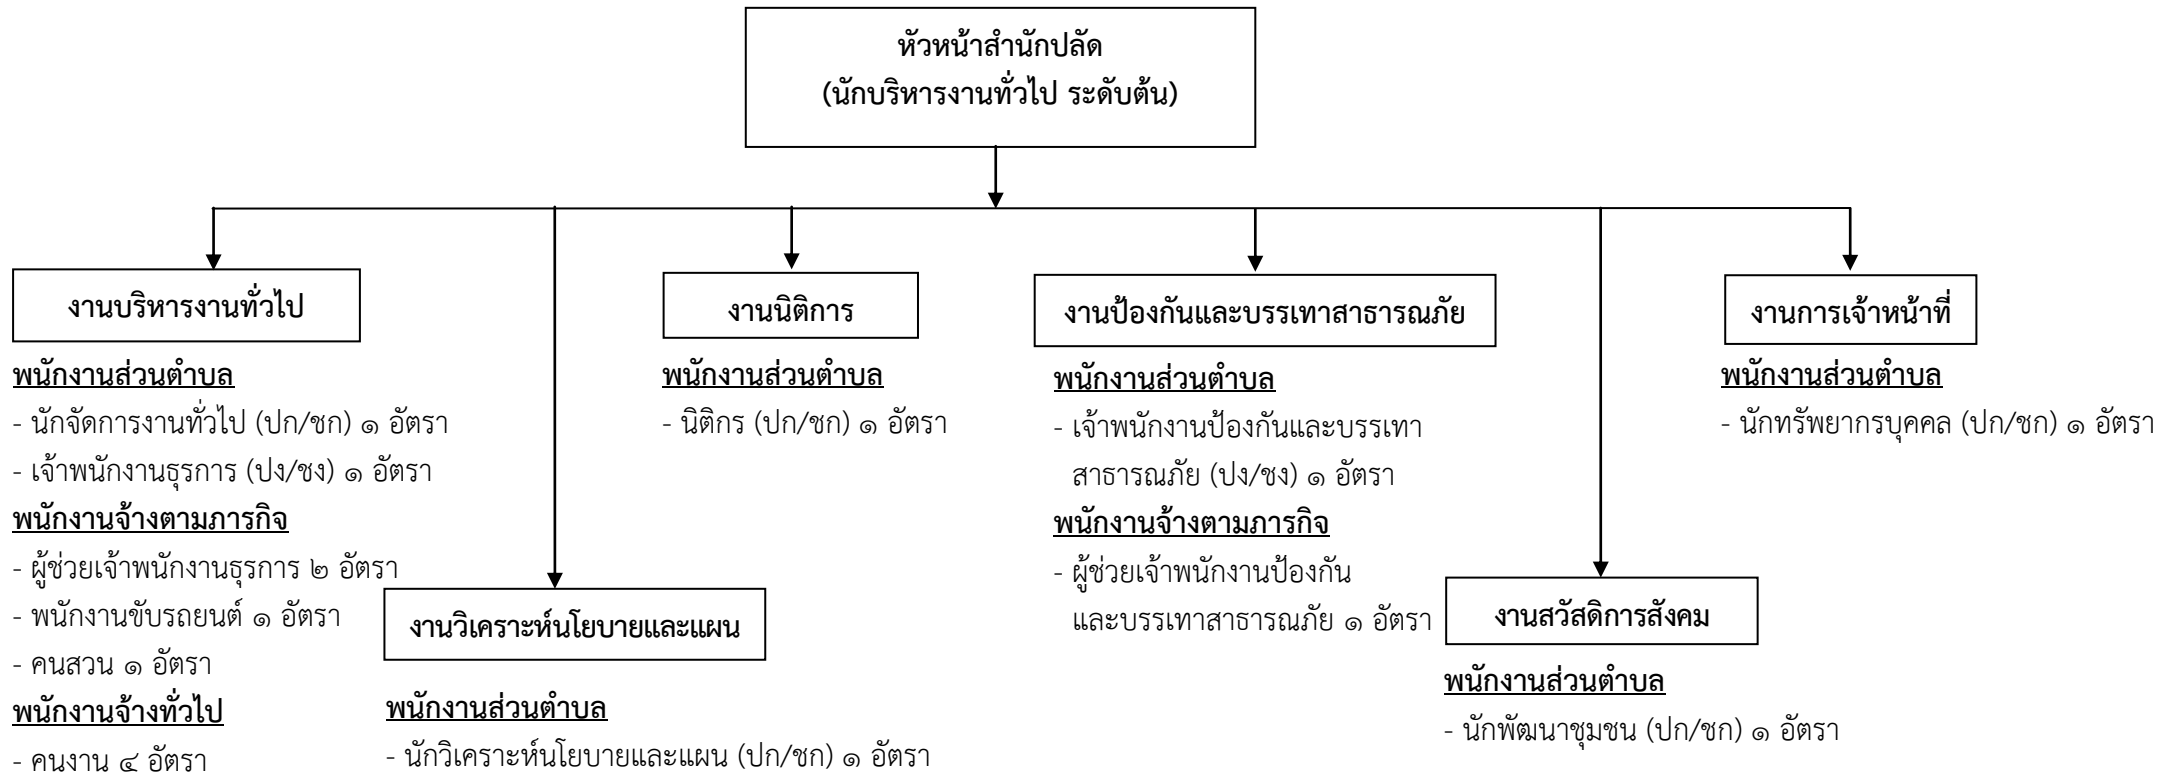 หัวหน้าสำนักปลัด
(นักบริหารงานทั่วไป ระดับต้น)
งานบริหารงานทั่วไป
พนักงานส่วนตำบล
- นักจัดการงานทั่วไป (ปก/ชก) ๑ อัตรา
- เจ้าพนักงานธุรการ (ปง/ชง) ๑ อัตรา
พนักงานจ้างตามภารกิจ
- ผู้ช่วยเจ้าพนักงานธุรการ ๒ อัตรา
- พนักงานขับรถยนต์ ๑ อัตรา
- คนสวน ๑ อัตรา
พนักงานจ้างทั่วไป
- คนงาน ๔ อัตรา
งานวิเคราะห์นโยบายและแผน
พนักงานส่วนตำบล
- นักวิเคราะห์นโยบายและแผน (ปก/ชก) ๑ อัตรา
งานนิติการ
พนักงานส่วนตำบล
- นิติกร (ปก/ชก) ๑ อัตรา
งานป้องกันและบรรเทาสาธารณภัย
พนักงานส่วนตำบล
- เจ้าพนักงานป้องกันและบรรเทา
สาธารณภัย (ปง/ชง) ๑ อัตรา
พนักงานจ้างตามภารกิจ
- ผู้ช่วยเจ้าพนักงานป้องกัน
และบรรเทาสาธารณภัย ๑ อัตรา
งานสวัสดิการสังคม
พนักงานส่วนตำบล
- นักพัฒนาชุมชน (ปก/ชก) ๑ อัตรา
งานการเจ้าหน้าที่
พนักงานส่วนตำบล
- นักทรัพยากรบุคคล (ปก/ชก) ๑ อัตรา